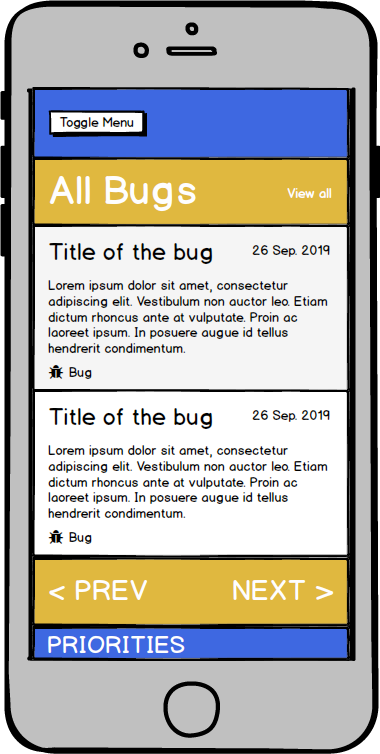 Toggle Menu
All Bugs
View all
Title of the bug
26 Sep. 2019
Lorem ipsum dolor sit amet, consectetur
adipiscing elit. Vestibulum non auctor leo. Etiam
dictum rhoncus ante at vulputate. Proin ac
laoreet ipsum. In posuere augue id tellus
hendrerit condimentum.
Bug
Title of the bug
26 Sep. 2019
Lorem ipsum dolor sit amet, consectetur
adipiscing elit. Vestibulum non auctor leo. Etiam
dictum rhoncus ante at vulputate. Proin ac
laoreet ipsum. In posuere augue id tellus
hendrerit condimentum.
Bug
< PREV
NEXT >
PRIORITIES